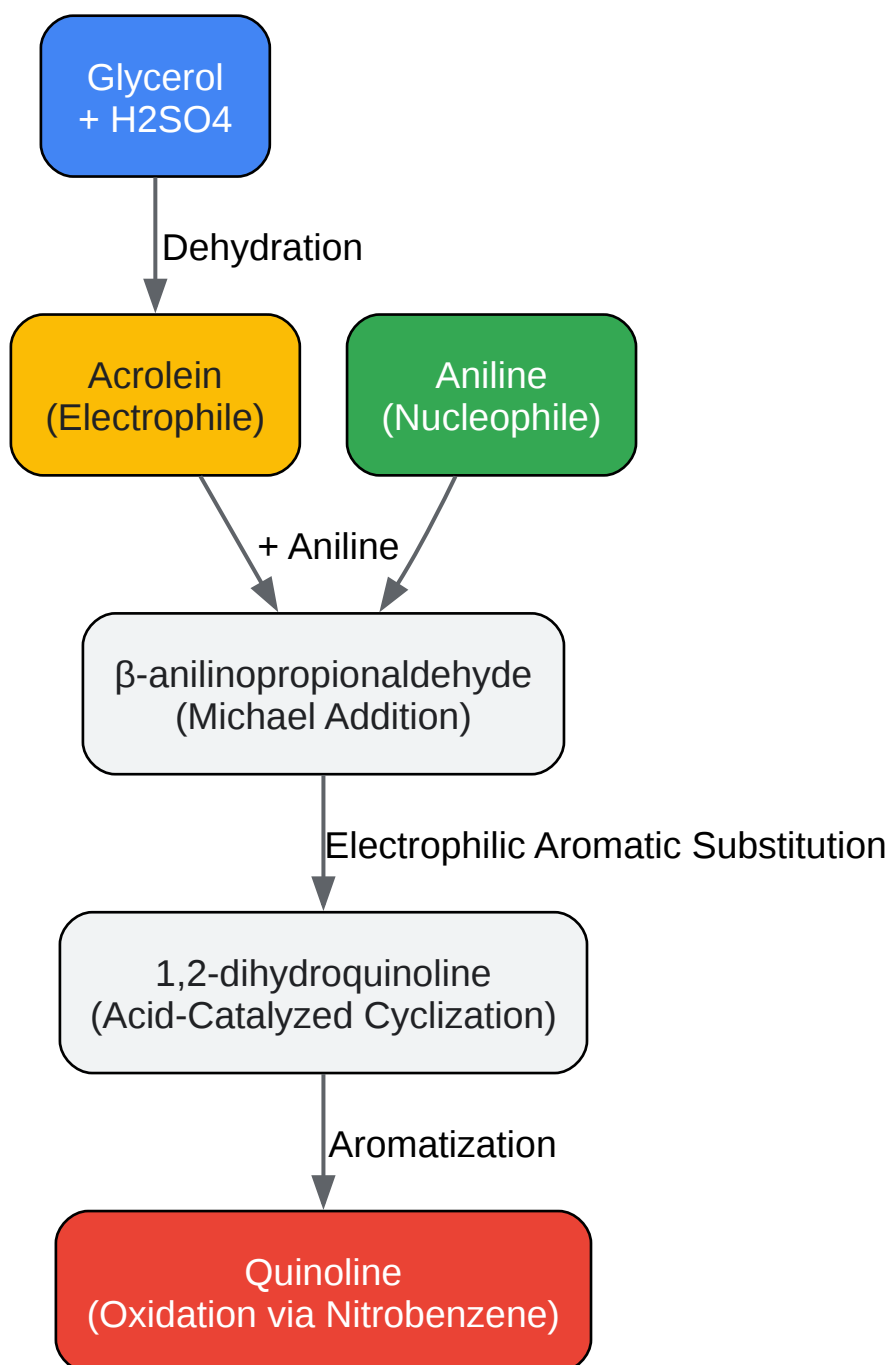 Glycerol
+ H2SO4
Dehydration
Acrolein
(Electrophile)
Aniline
(Nucleophile)
+ Aniline
β-anilinopropionaldehyde
(Michael Addition)
Electrophilic Aromatic Substitution
1,2-dihydroquinoline
(Acid-Catalyzed Cyclization)
Aromatization
Quinoline
(Oxidation via Nitrobenzene)